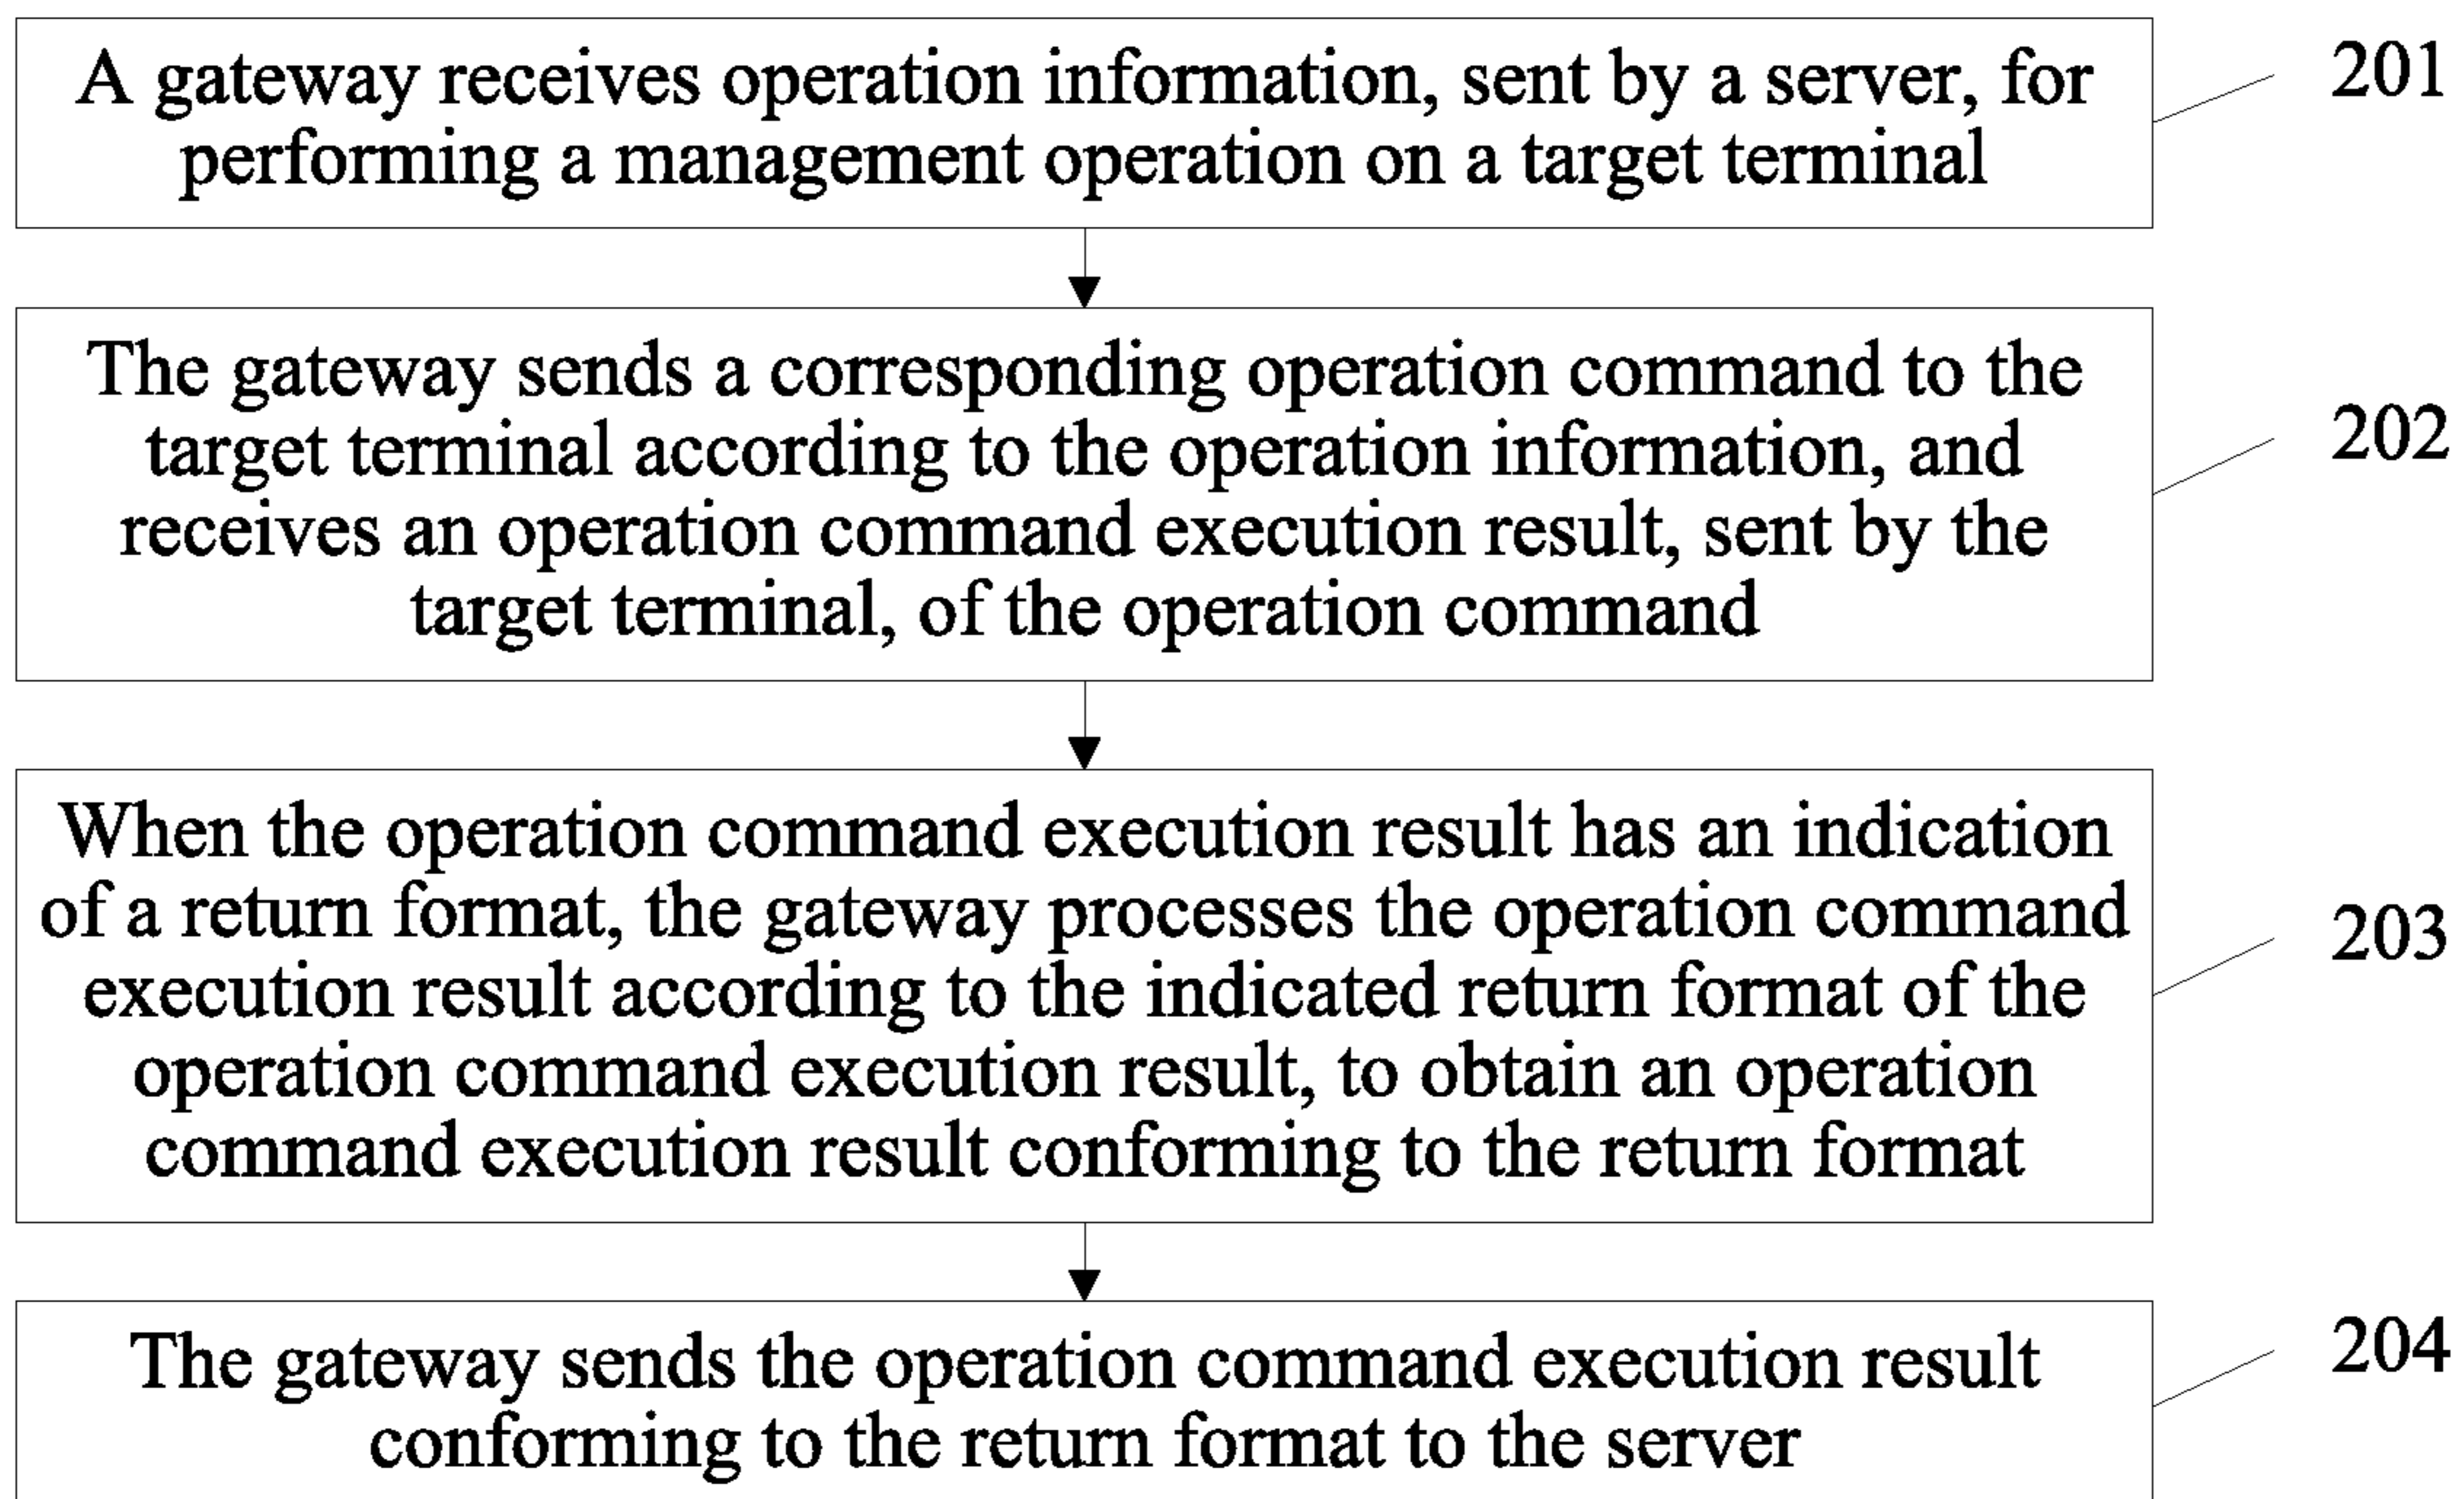 A gateway receives operation information, sent by a server, for
performing a management operation on a target terminal
201
The gateway sends a corresponding operation command to the
target terminal according to the operation information, and
receives an operation command execution result, sent by the
target terminal, of the operation command
202
When the operation command execution result has an indication
of a return format, the gateway processes the operation command
execution result according to the indicated return format of the
operation command execution result, to obtain an operation
command execution result conforming to the return format
203
The gateway sends the operation command execution result
conforming to the return format to the server
204